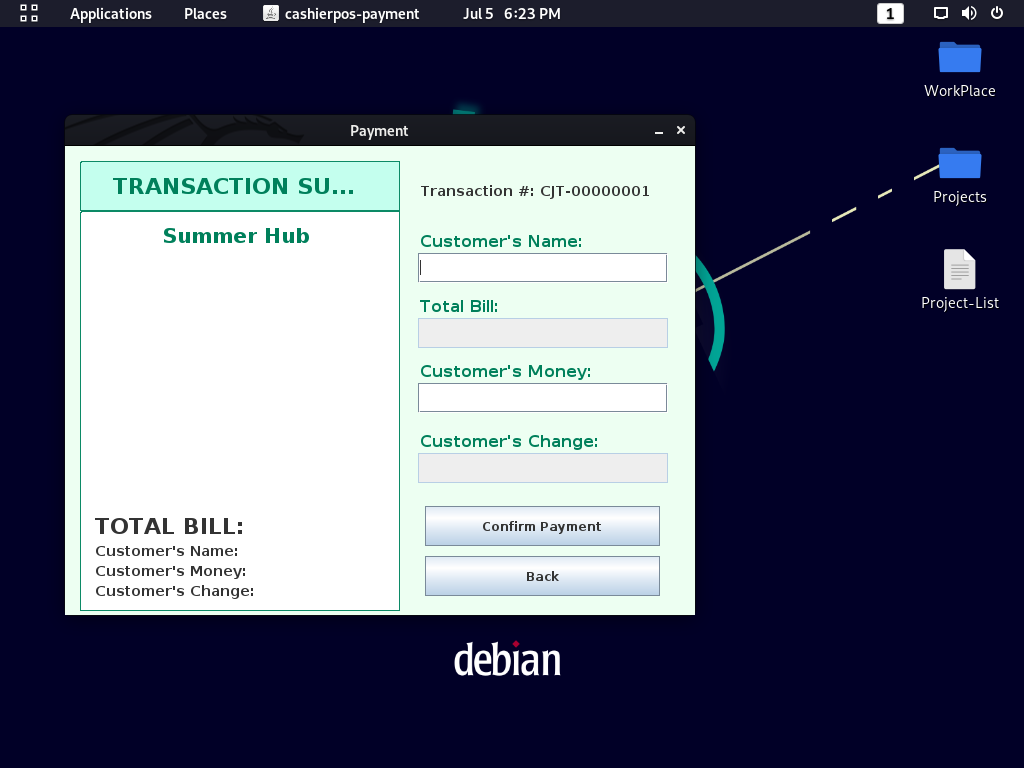 Applications Places cashierpos-payment Jul 5 6:23 PM 1
WorkPlace
Projects
Project-List
Payment
TRANSACTION SU...
Summer Hub
TOTAL BILL:
Customer's Name:
Customer's Money:
Customer's Change:
Transaction #: CJT-00000001
Customer's Name:
Total Bill:
Customer's Money:
Customer's Change:
Confirm Payment
Back
debian